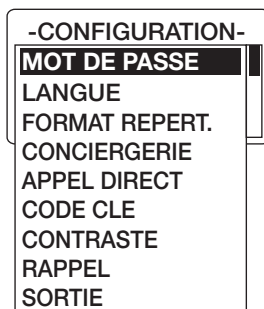 -CONFIGURATION-
MOT DE PASSE
LANGUE
FORMAT REPERT.
CONCIERGERIE
APPEL DIRECT
CODE CLE
CONTRASTE
RAPPEL
SORTIE